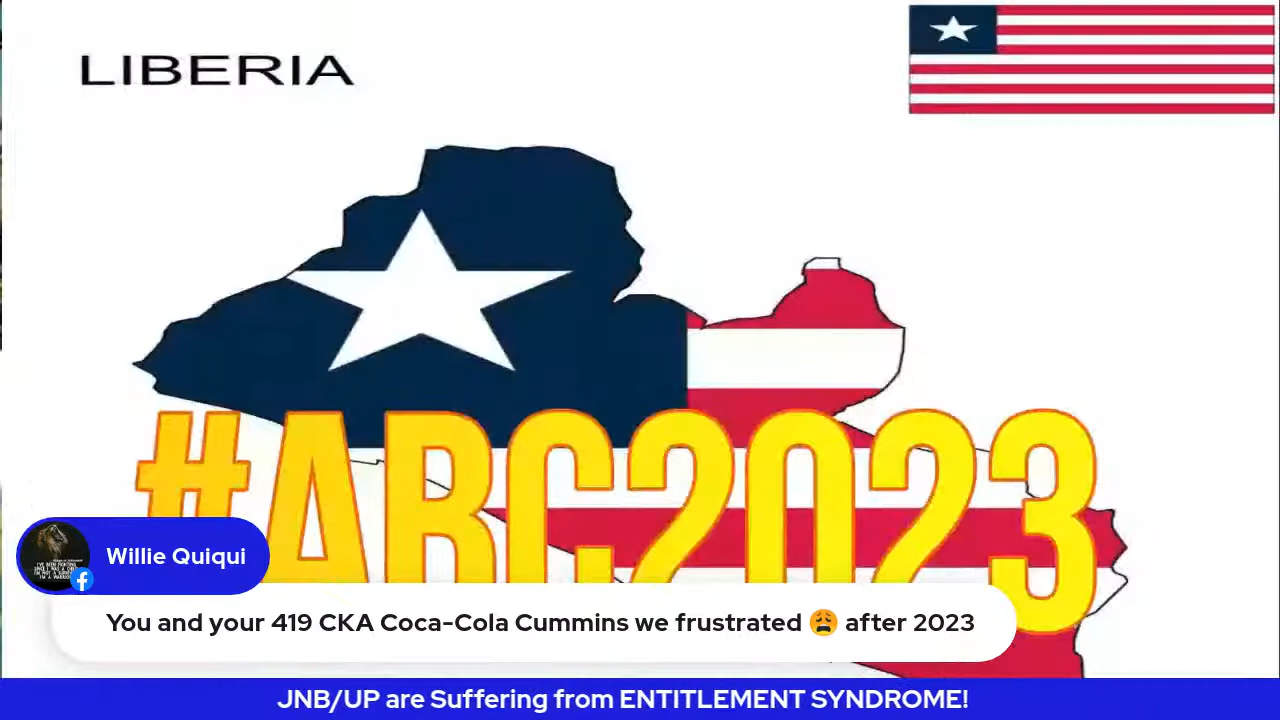 LIBERIA
#ABC2023
Willie Quiqui
You and your 419 CKA Coca-Cola Cummins we frustrated 😩 after 2023
JNB/UP are Suffering from ENTITLEMENT SYNDROME!